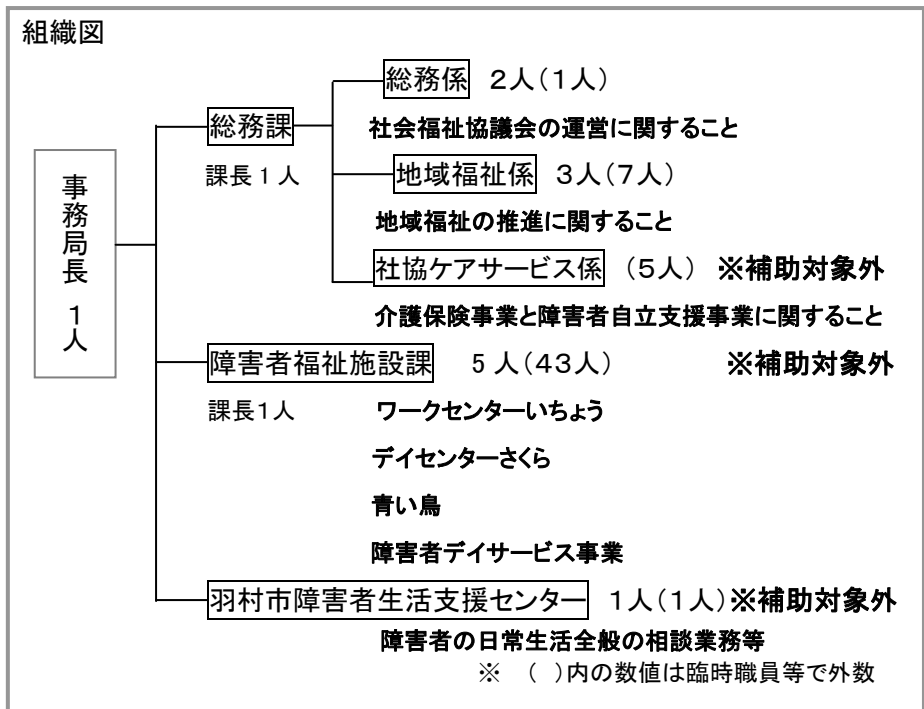 組織図
総務係 2人(1人)
総務課
社会福祉協議会の運営に関すること
課長1人
地域福祉係 3人(7人)
事務局長 1人
地域福祉の推進に関すること
社協ケアサービス係 (5人) ※補助対象外
介護保険事業と障害者自立支援事業に関すること
障害者福祉施設課 5人(43人) ※補助対象外
課長1人 ワークセンターいちょう
デイセンターさくら
青い鳥
障害者デイサービス事業
羽村市障害者生活支援センター 1人(1人)※補助対象外
障害者の日常生活全般の相談業務等
※ ( )内の数値は臨時職員等で外数